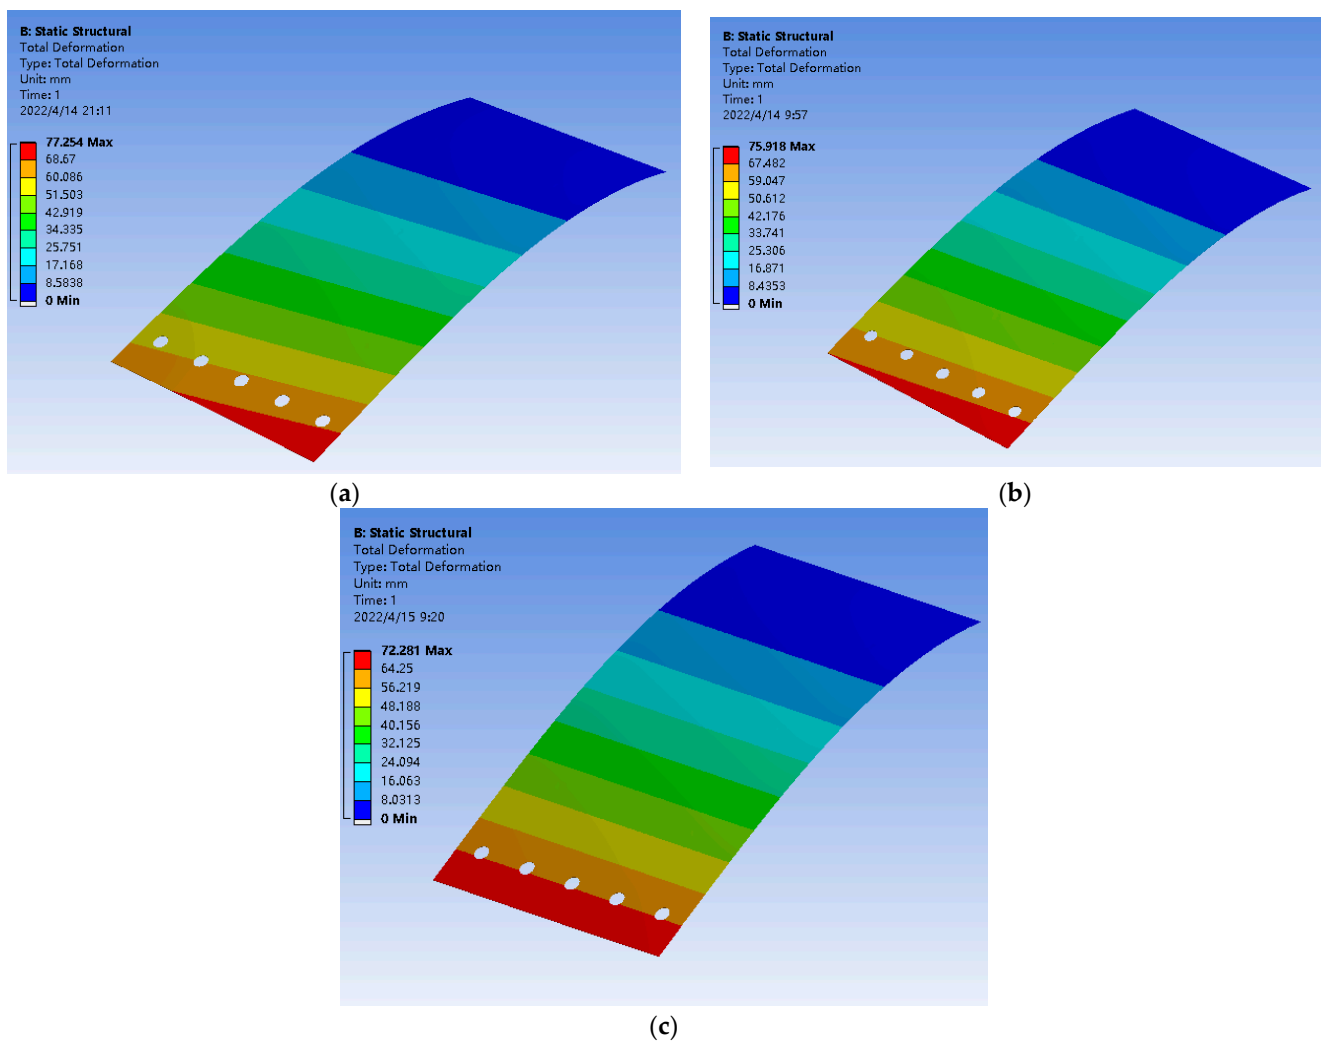 B: Static Structural
Total Deformation
Type: Total Deformation
Unit: mm
Time: 1
2022/4/14 21:11
77.254 Max
68.67
60.086
51.503
42.919
34.335
25.751
17.168
8.5838
0 Min
(a)
B: Static Structural
Total Deformation
Type: Total Deformation
Unit: mm
Time: 1
2022/4/14 9:57
75.918 Max
67.482
59.047
50.612
42.176
33.741
25.306
16.871
8.4353
0 Min
(b)
B: Static Structural
Total Deformation
Type: Total Deformation
Unit: mm
Time: 1
2022/4/15 9:20
72.281 Max
64.25
56.219
48.188
40.156
32.125
24.094
16.063
8.0313
0 Min
(c)